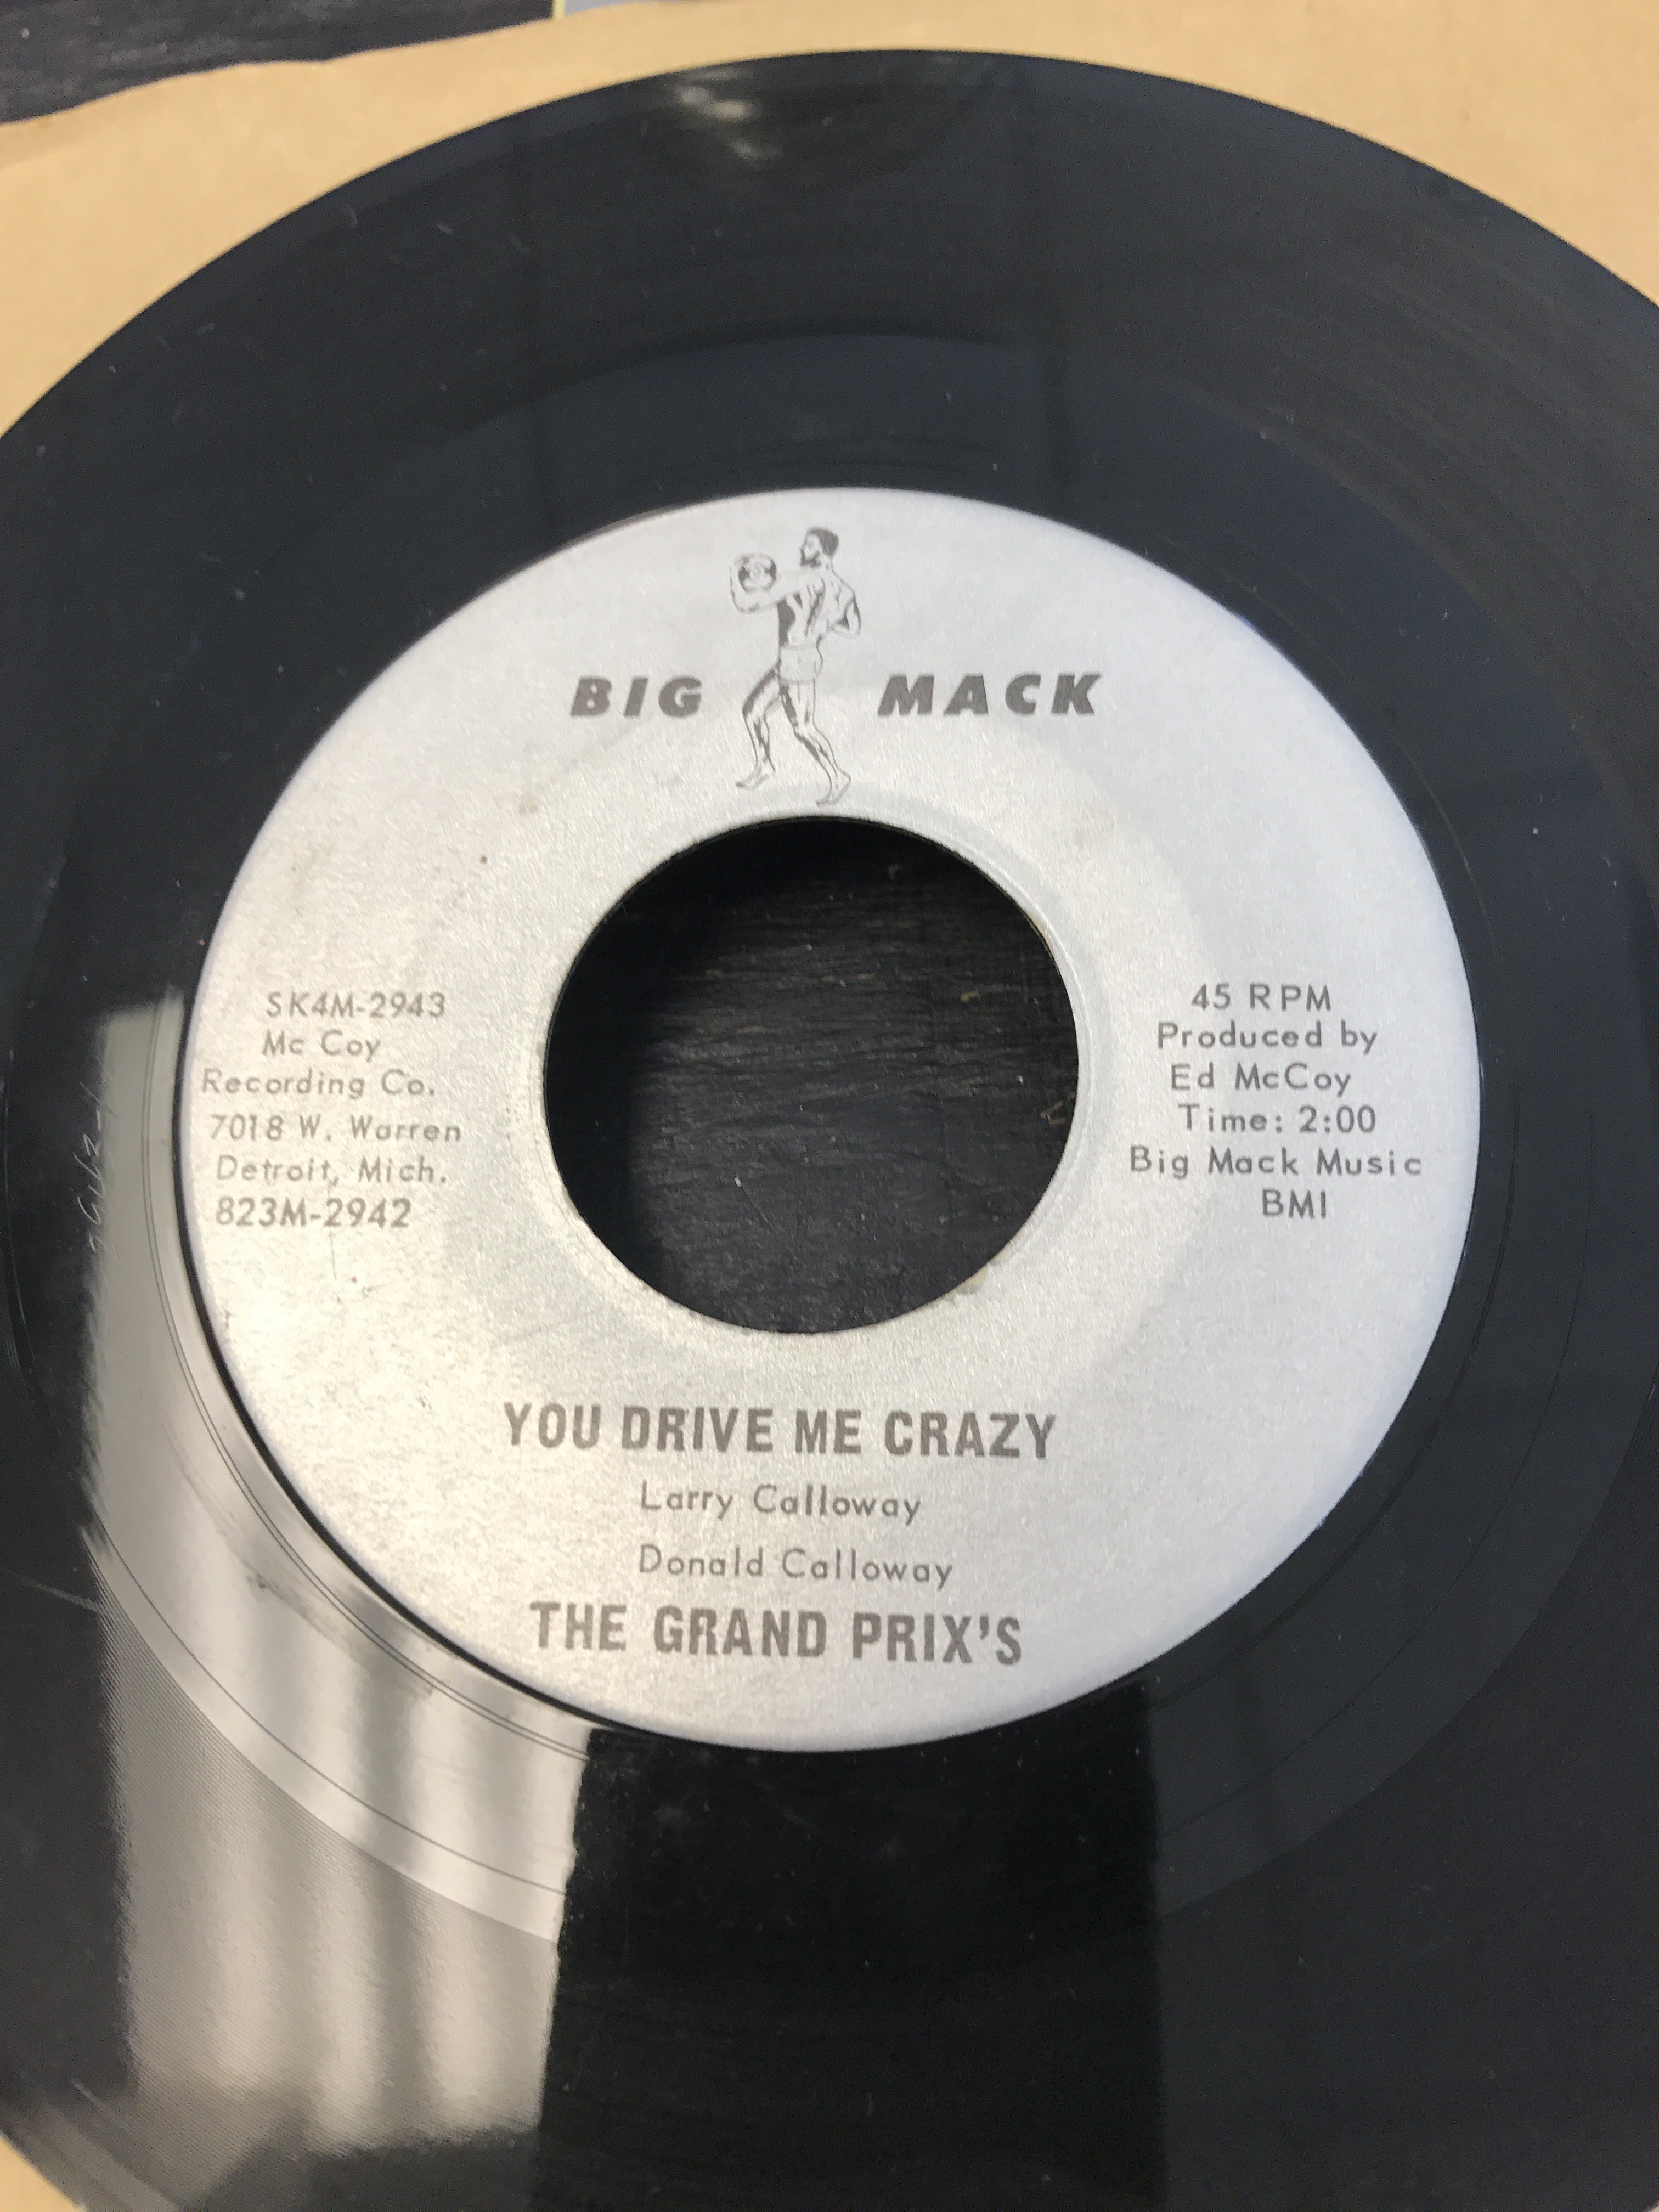 BIG MACK
SK4M-2943
Mc Coy
Recording Co.
7018 W. Warren
Detroit, Mich.
823M-2942
45 RPM
Produced by
Ed McCoy
Time: 2:00
Big Mack Music
BMI
YOU DRIVE ME CRAZY
Larry Calloway
Donald Calloway
THE GRAND PRIX'S